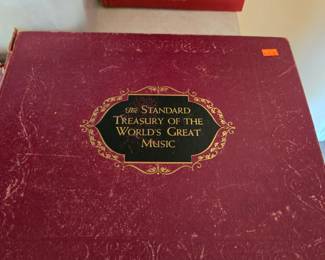 The STANDARD
TREASURY OF THE
WORLD'S GREAT
MUSIC